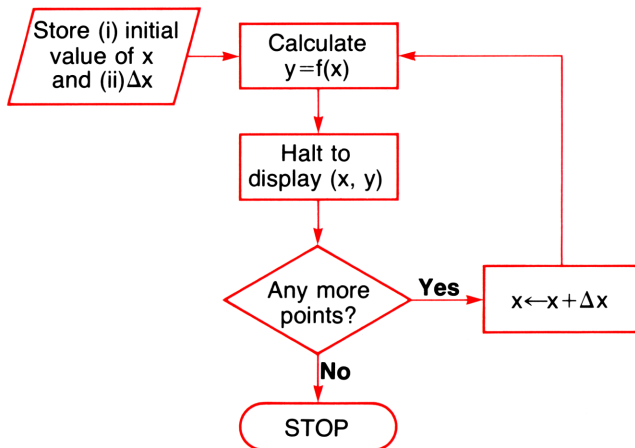 Store (i) initial
value of x
and (ii) Δx
Calculate
y=f(x)
Halt to
display (x, y)
Any more
points?
Yes
x←x+Δx
No
STOP